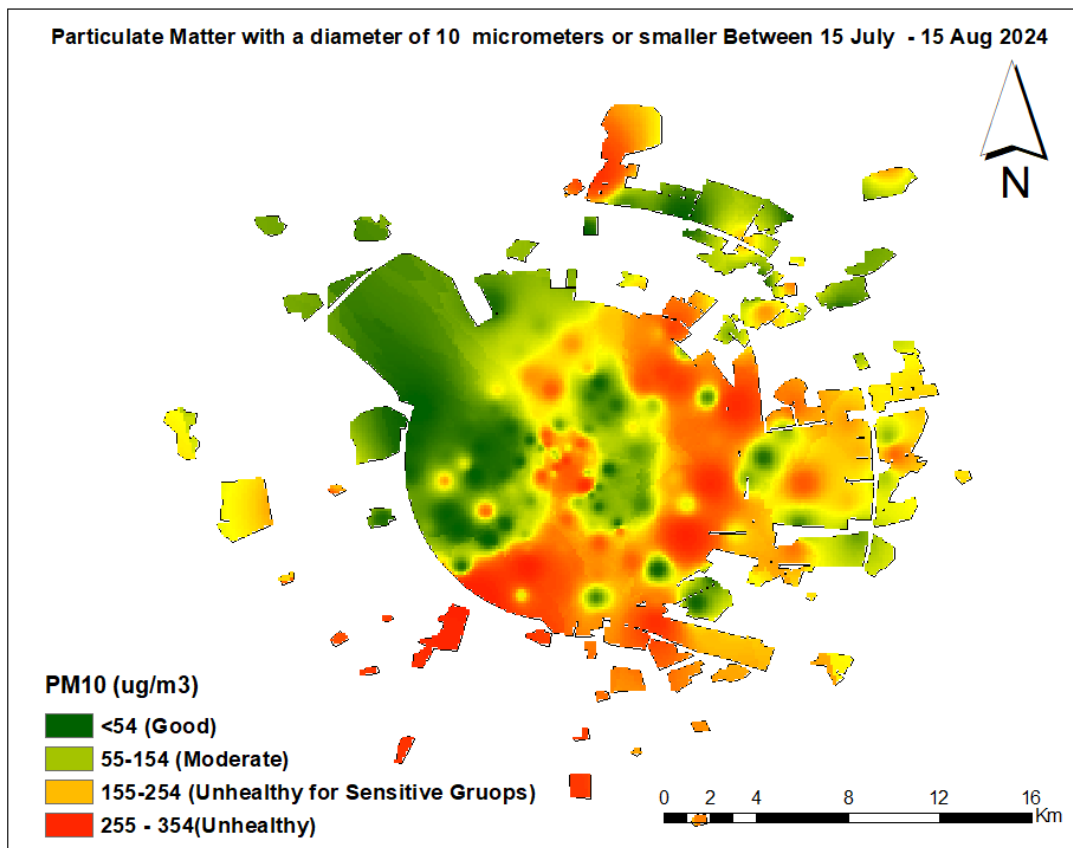 Particulate Matter with a diameter of 10 micrometers or smaller Between 15 July - 15 Aug 2024
N
PM10 (ug/m3)
<54 (Good)
55-154 (Moderate)
155-254 (Unhealthy for Sensitive Gruops)
255 - 354(Unhealthy)
0 2 4 8 12 16
Km